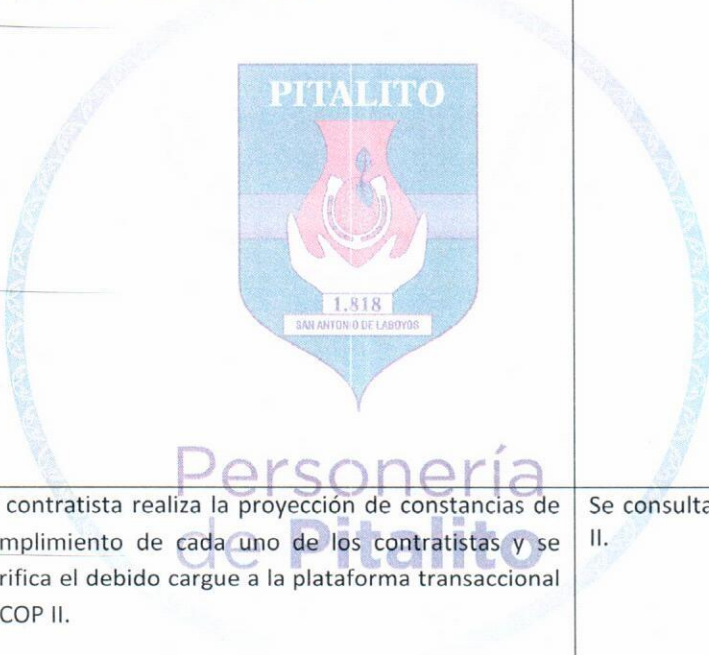 PITALITO
1.818
SAN ANTONIO DE LABOYOS
Personería
de Pitalito
contratista realiza la proyección de constancias de
mplimiento de cada uno de los contratistas y se
rifica el debido cargue a la plataforma transaccional
COP II.
Se consulta
II.